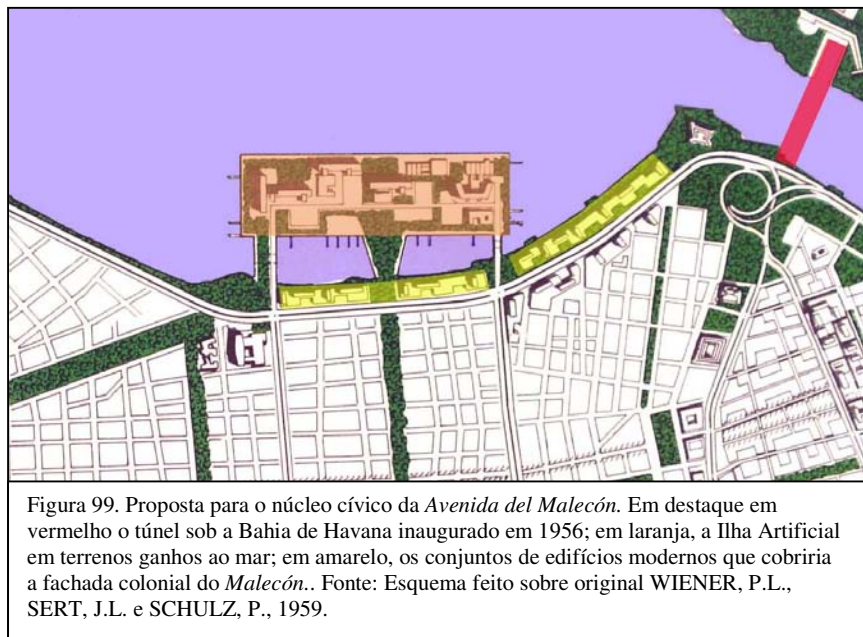 Figura 99. Proposta para o núcleo cívico da Avenida del Malecón. Em destaque em
vermelho o túnel sob a Bahia de Havana inaugurado em 1956; em laranja, a Ilha Artificial
em terrenos ganhos ao mar; em amarelo, os conjuntos de edifícios modernos que cobriria
a fachada colonial do Malecón.. Fonte: Esquema feito sobre original WIENER, P.L.,
SERT, J.L. e SCHULZ, P., 1959.